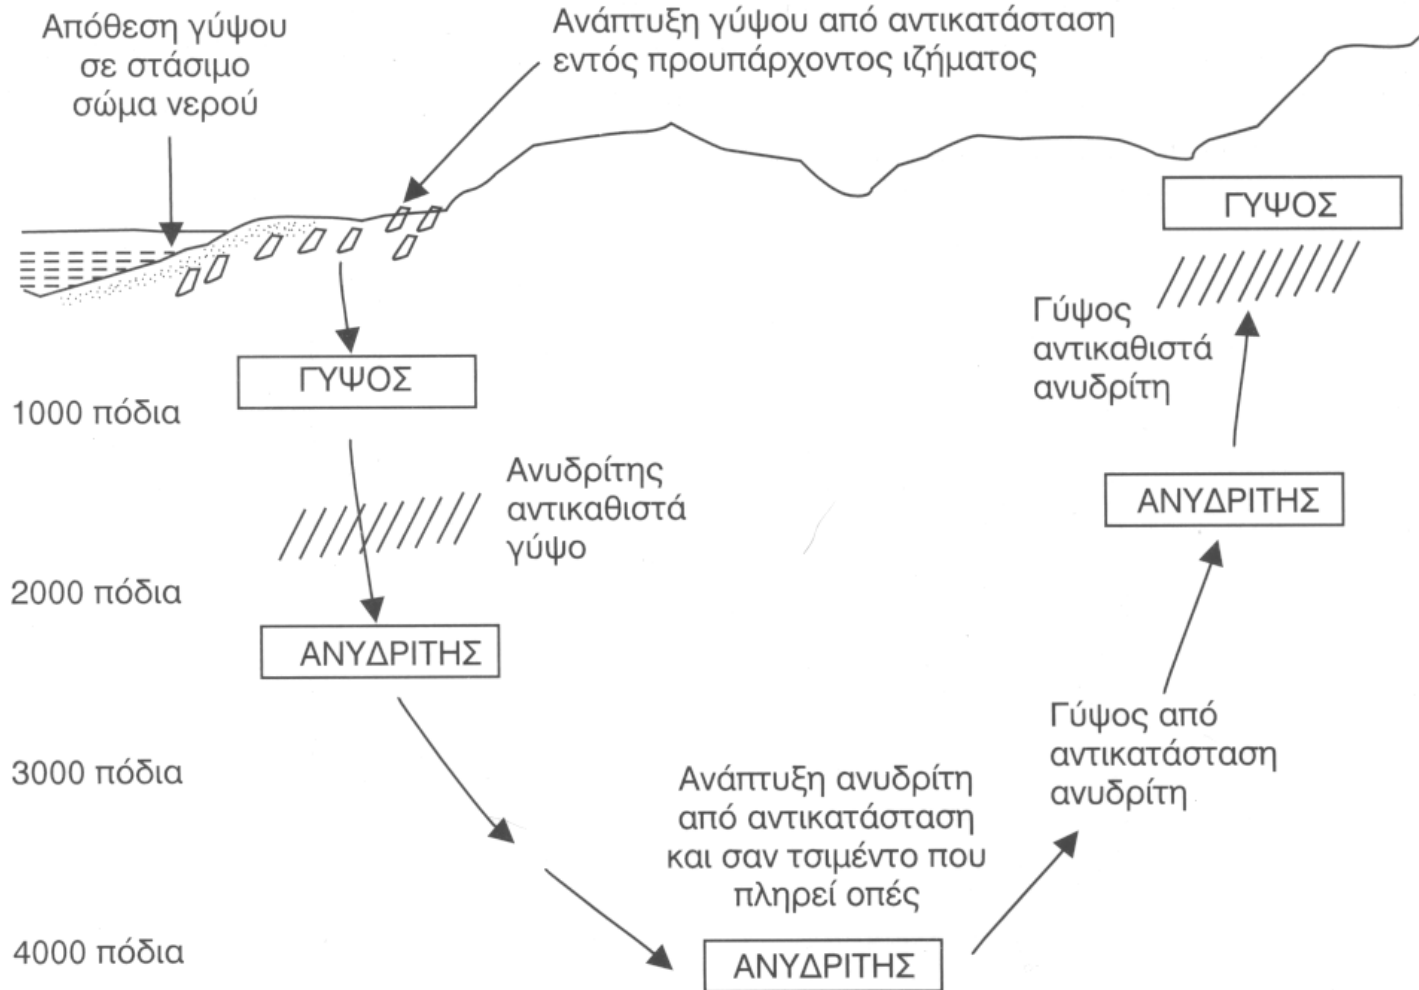 Απόθεση γύψου
σε στάσιμο
σώμα νερού
Ανάπτυξη γύψου από αντικατάσταση
εντός προυπάρχοντος ιζήματος
ΓΥΨΟΣ
1000 πόδια
Ανυδρίτης
αντικαθιστά
γύψο
2000 πόδια
ΑΝΥΔΡΙΤΗΣ
3000 πόδια
Ανάπτυξη ανυδρίτη
από αντικατάσταση
και σαν τσιμέντο που
πληρεί οπές
4000 πόδια
ΑΝΥΔΡΙΤΗΣ
Γύψος από
αντικατάσταση
ανυδρίτη
ΑΝΥΔΡΙΤΗΣ
Γύψος
αντικαθιστά
ανυδρίτη
ΓΥΨΟΣ